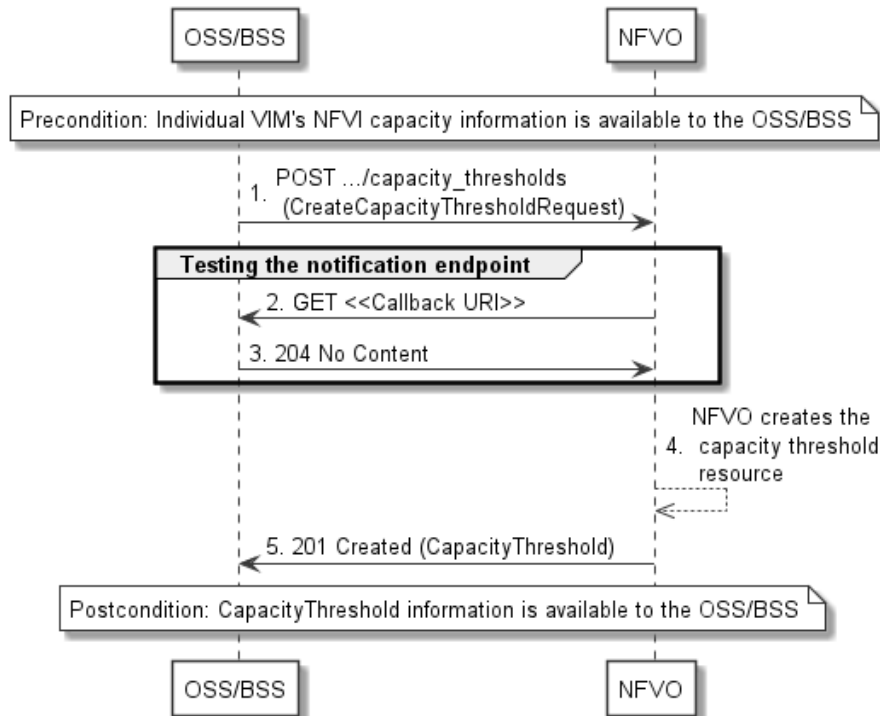 OSS/BSS
NFVO
Precondition: Individual VIM's NFVI capacity information is available to the OSS/BSS
1. POST .../capacity_thresholds
(CreateCapacityThresholdRequest)
Testing the notification endpoint
2. GET <<Callback URI>>
3. 204 No Content
NFVO creates the
4. capacity threshold
resource
5. 201 Created (CapacityThreshold)
Postcondition: CapacityThreshold information is available to the OSS/BSS
OSS/BSS
NFVO